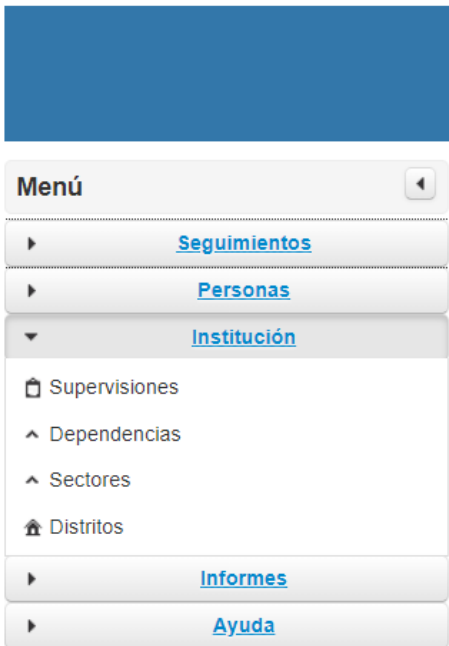 Menú
Seguimientos
Personas
Institución
Supervisiones
Dependencias
Sectores
Distritos
Informes
Ayuda